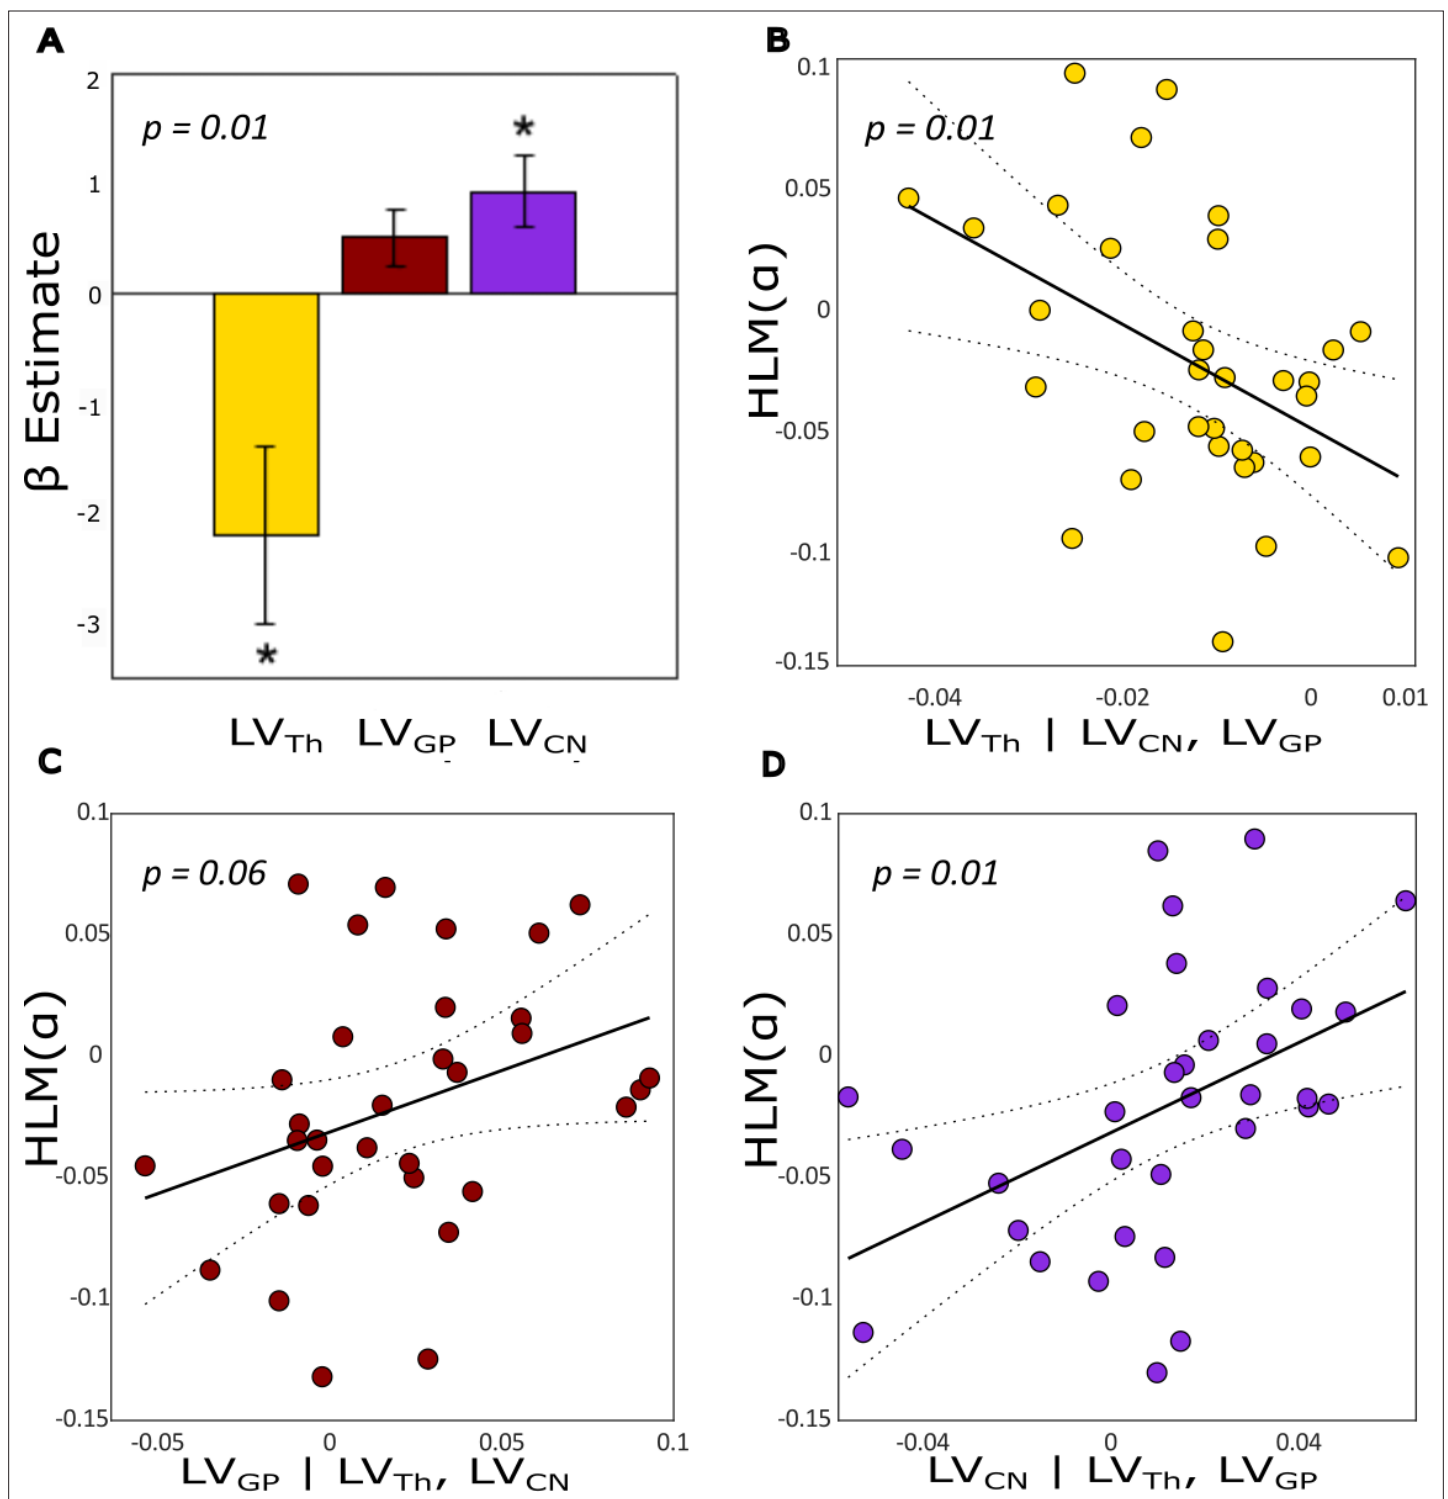 A
p = 0.01
*
*
2
1
0
-1
-2
-3
β Estimate
LVTh LVGP LVCN
B
p = 0.01
0.1
0.05
0
-0.05
-0.1
-0.15
HLM(α)
-0.04 -0.02 0 0.01
LVTh | LVCN, LVGP
C
p = 0.06
0.1
0.05
0
-0.05
-0.1
-0.15
HLM(α)
-0.05 0 0.05 0.1
LVGP | LVTh, LVCN
D
p = 0.01
0.1
0.05
0
-0.05
-0.1
-0.15
HLM(α)
-0.04 0 0.04
LVCN | LVTh, LVGP